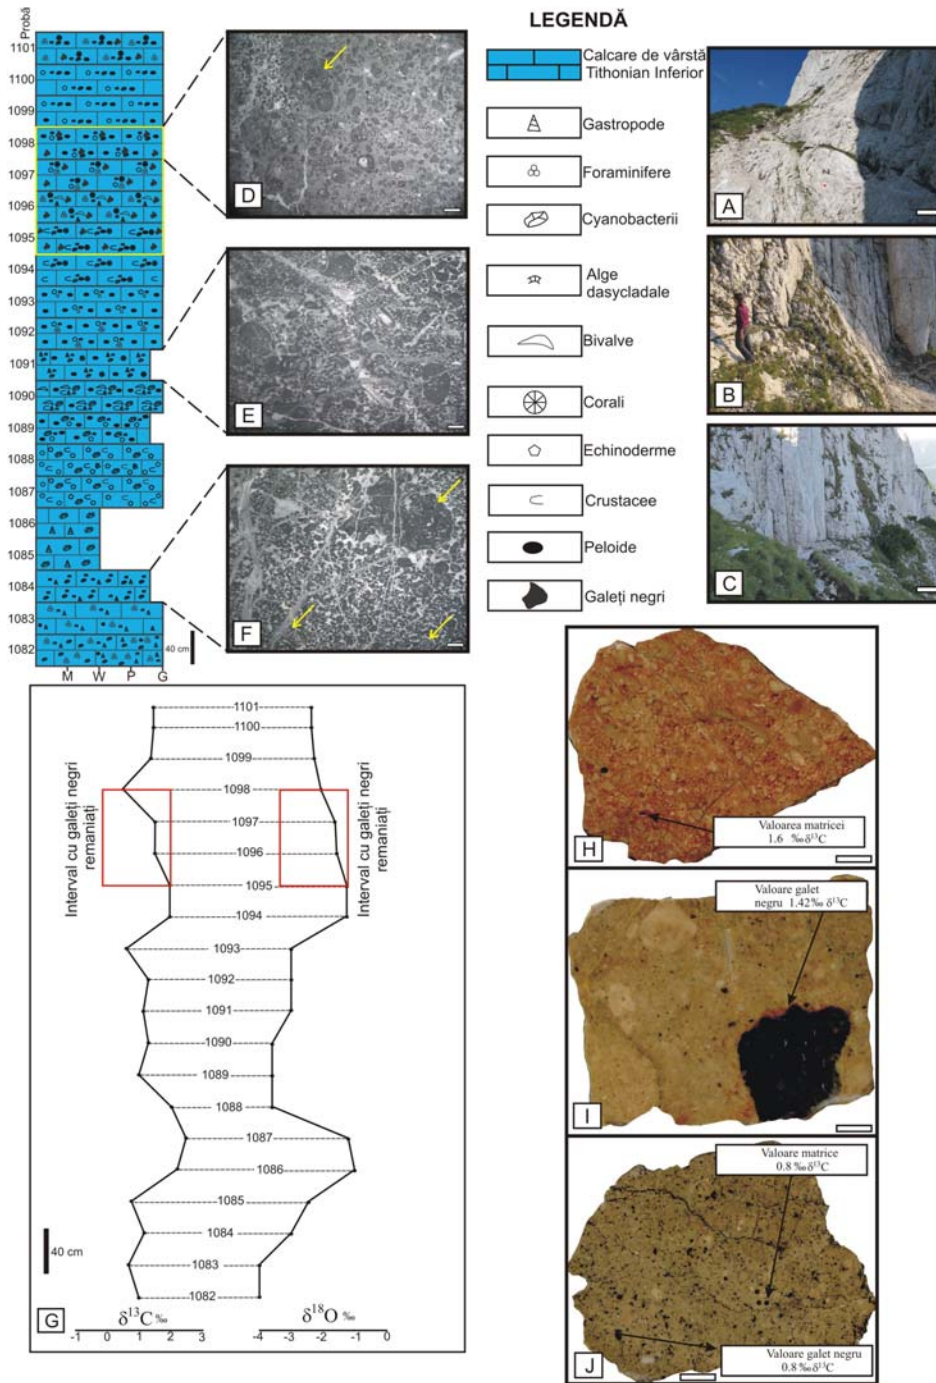 Probă
1101
1100
1099
1098
1097
1096
1095
1094
1093
1092
1091
1090
1089
1088
1087
1086
1085
1084
1083
1082
40 cm
M W P G
D
E
F
LEGENDĂ
Calcare de vârstă
Tithonian Inferior
Gastropode
Foraminifere
Cyanobacterii
Alge
dasycladale
Bivalve
Corali
Echinoderme
Crustacee
Peloide
Galeți negri
A
B
C
1101
1100
1099
1098
1097
1096
1095
1094
1093
1092
1091
1090
1089
1088
1087
1086
1085
1084
1083
1082
Interval cu galeți negri
remaniați
Interval cu galeți negri
remaniați
40 cm
G
δ¹³C ‰
δ¹⁸O ‰
-1 0 1 2 3
-4 -3 -2 -1 0
Valoarea matricei
1.6 ‰ δ¹³C
H
Valoare galet
negru 1.42‰ δ¹³C
I
Valoare matrice
0.8 ‰ δ¹³C
Valoare galet negru
0.8 ‰ δ¹³C
J